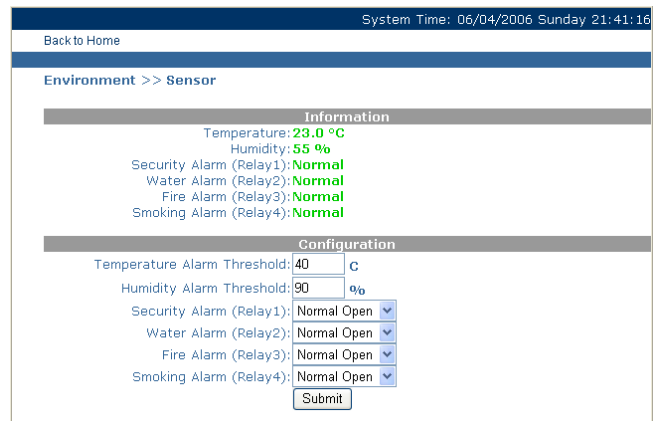 System Time: 06/04/2006 Sunday 21:41:16
Back to Home
Environment >> Sensor
Information
Temperature: 23.0 °C
Humidity: 55 %
Security Alarm (Relay1): Normal
Water Alarm (Relay2): Normal
Fire Alarm (Relay3): Normal
Smoking Alarm (Relay4): Normal
Configuration
Temperature Alarm Threshold: 40 C
Humidity Alarm Threshold: 90 %
Security Alarm (Relay1): Normal Open
Water Alarm (Relay2): Normal Open
Fire Alarm (Relay3): Normal Open
Smoking Alarm (Relay4): Normal Open
Submit